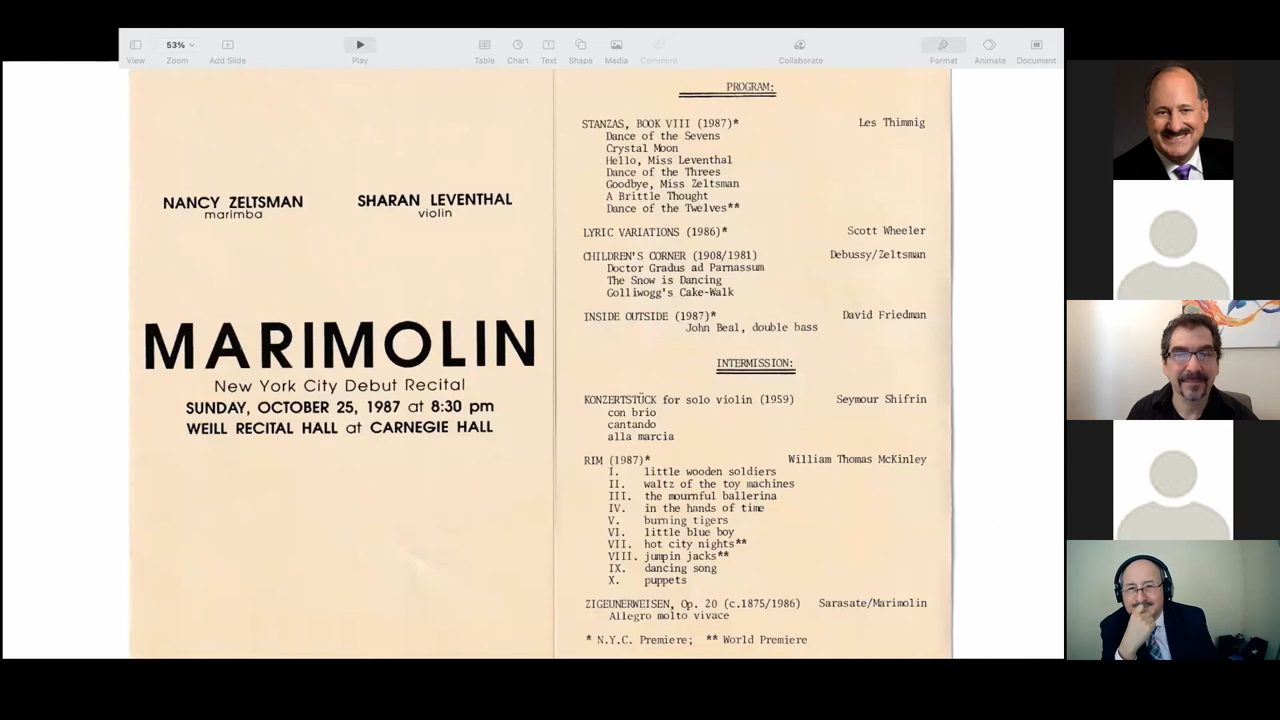 View
53%
Zoom
Add Slide
Play
Table
Chart
Text
Shape
Media
Comment
Collaborate
Format
Animate
Document
NANCY ZELTSMAN
marimba
SHARAN LEVENTHAL
violin
MARIMOLIN
New York City Debut Recital
SUNDAY, OCTOBER 25, 1987 at 8:30 pm
WEILL RECITAL HALL at CARNEGIE HALL
PROGRAM:
STANZAS, BOOK VIII (1987)* Les Thimmig
Dance of the Sevens
Crystal Moon
Hello, Miss Leventhal
Dance of the Threes
Goodbye, Miss Zeltsman
A Brittle Thought
Dance of the Twelves**
LYRIC VARIATIONS (1986)* Scott Wheeler
CHILDREN'S CORNER (1908/1981) Debussy/Zeltsman
Doctor Gradus ad Parnassum
The Snow is Dancing
Golliwogg's Cake-Walk
INSIDE OUTSIDE (1987)* David Friedman
John Beal, double bass
INTERMISSION:
KONZERTSTÜCK for solo violin (1959) Seymour Shifrin
con brio
cantando
alla marcia
RIM (1987)* William Thomas McKinley
I. little wooden soldiers
II. waltz of the toy machines
III. the mournful ballerina
IV. in the hands of time
V. burning tigers
VI. little blue boy
VII. hot city nights**
VIII. jumpin jacks**
IX. dancing song
X. puppets
ZIGEUNERWEISEN, Op. 20 (c.1875/1986) Sarasate/Marimolin
Allegro molto vivace
* N.Y.C. Premiere; ** World Premiere